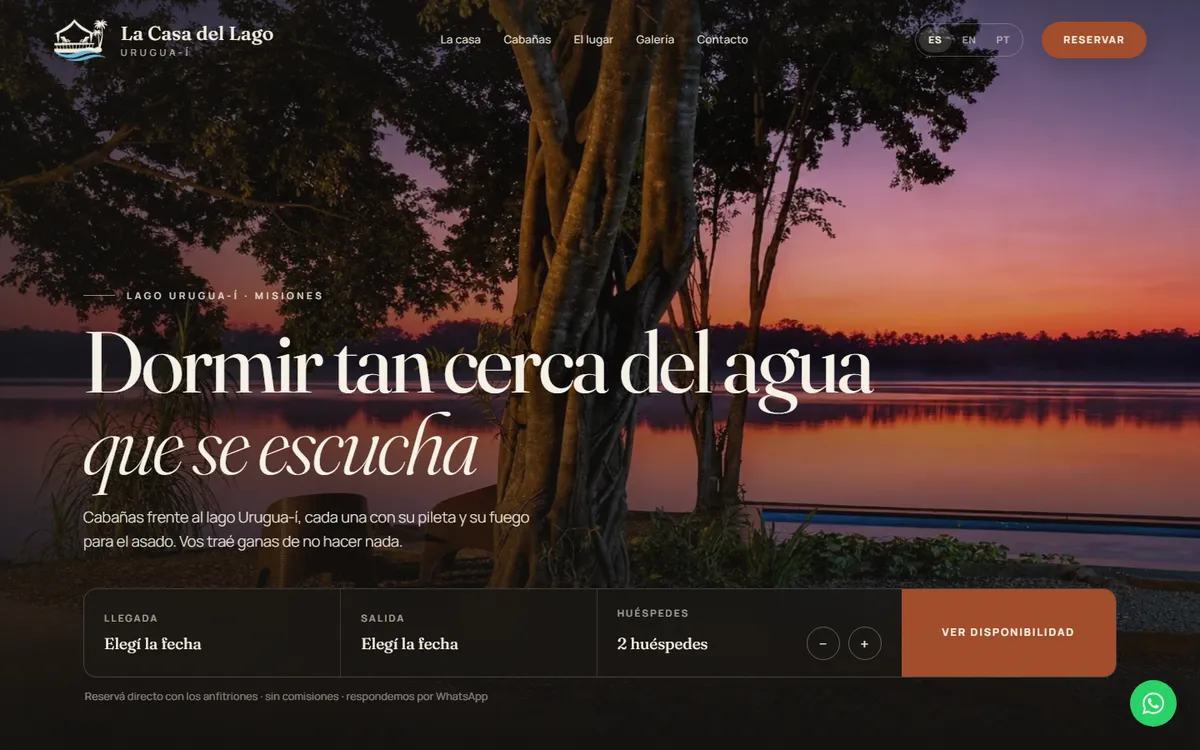 La Casa del Lago
URUGUA-Í
La casa
Cabañas
El lugar
Galería
Contacto
ES
EN
PT
RESERVAR
LAGO URUGUA-Í · MISIONES
Dormir tan cerca del agua
que se escucha
Cabañas frente al lago Urugua-í, cada una con su pileta y su fuego
para el asado. Vos traé ganas de no hacer nada.
LLEGADA
Elegí la fecha
SALIDA
Elegí la fecha
HUÉSPEDES
2 huéspedes
−
+
VER DISPONIBILIDAD
Reservá directo con los anfitriones · sin comisiones · respondemos por WhatsApp